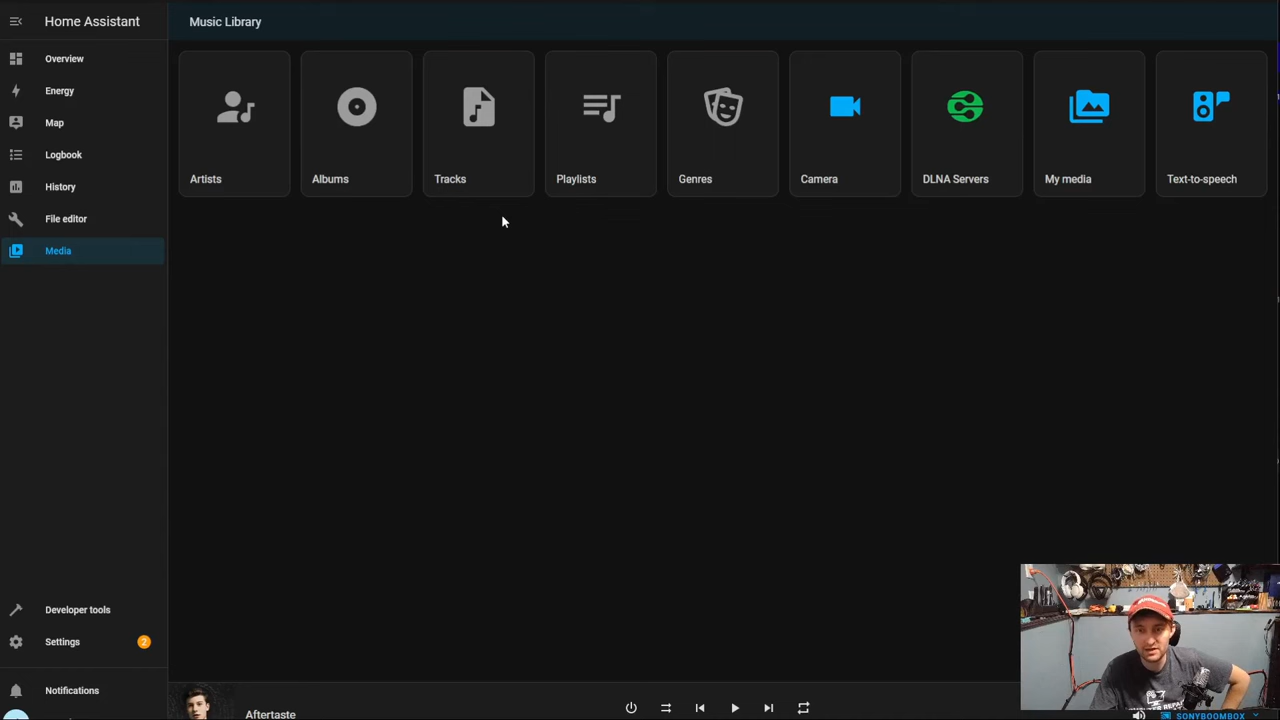 Home Assistant
Music Library
Overview
Energy
Map
Logbook
History
File editor
Media
Artists
Albums
Tracks
Playlists
Genres
Camera
DLNA Servers
My media
Text-to-speech
Developer tools
Settings
2
Notifications
Aftertaste
SONYBOOMBOX